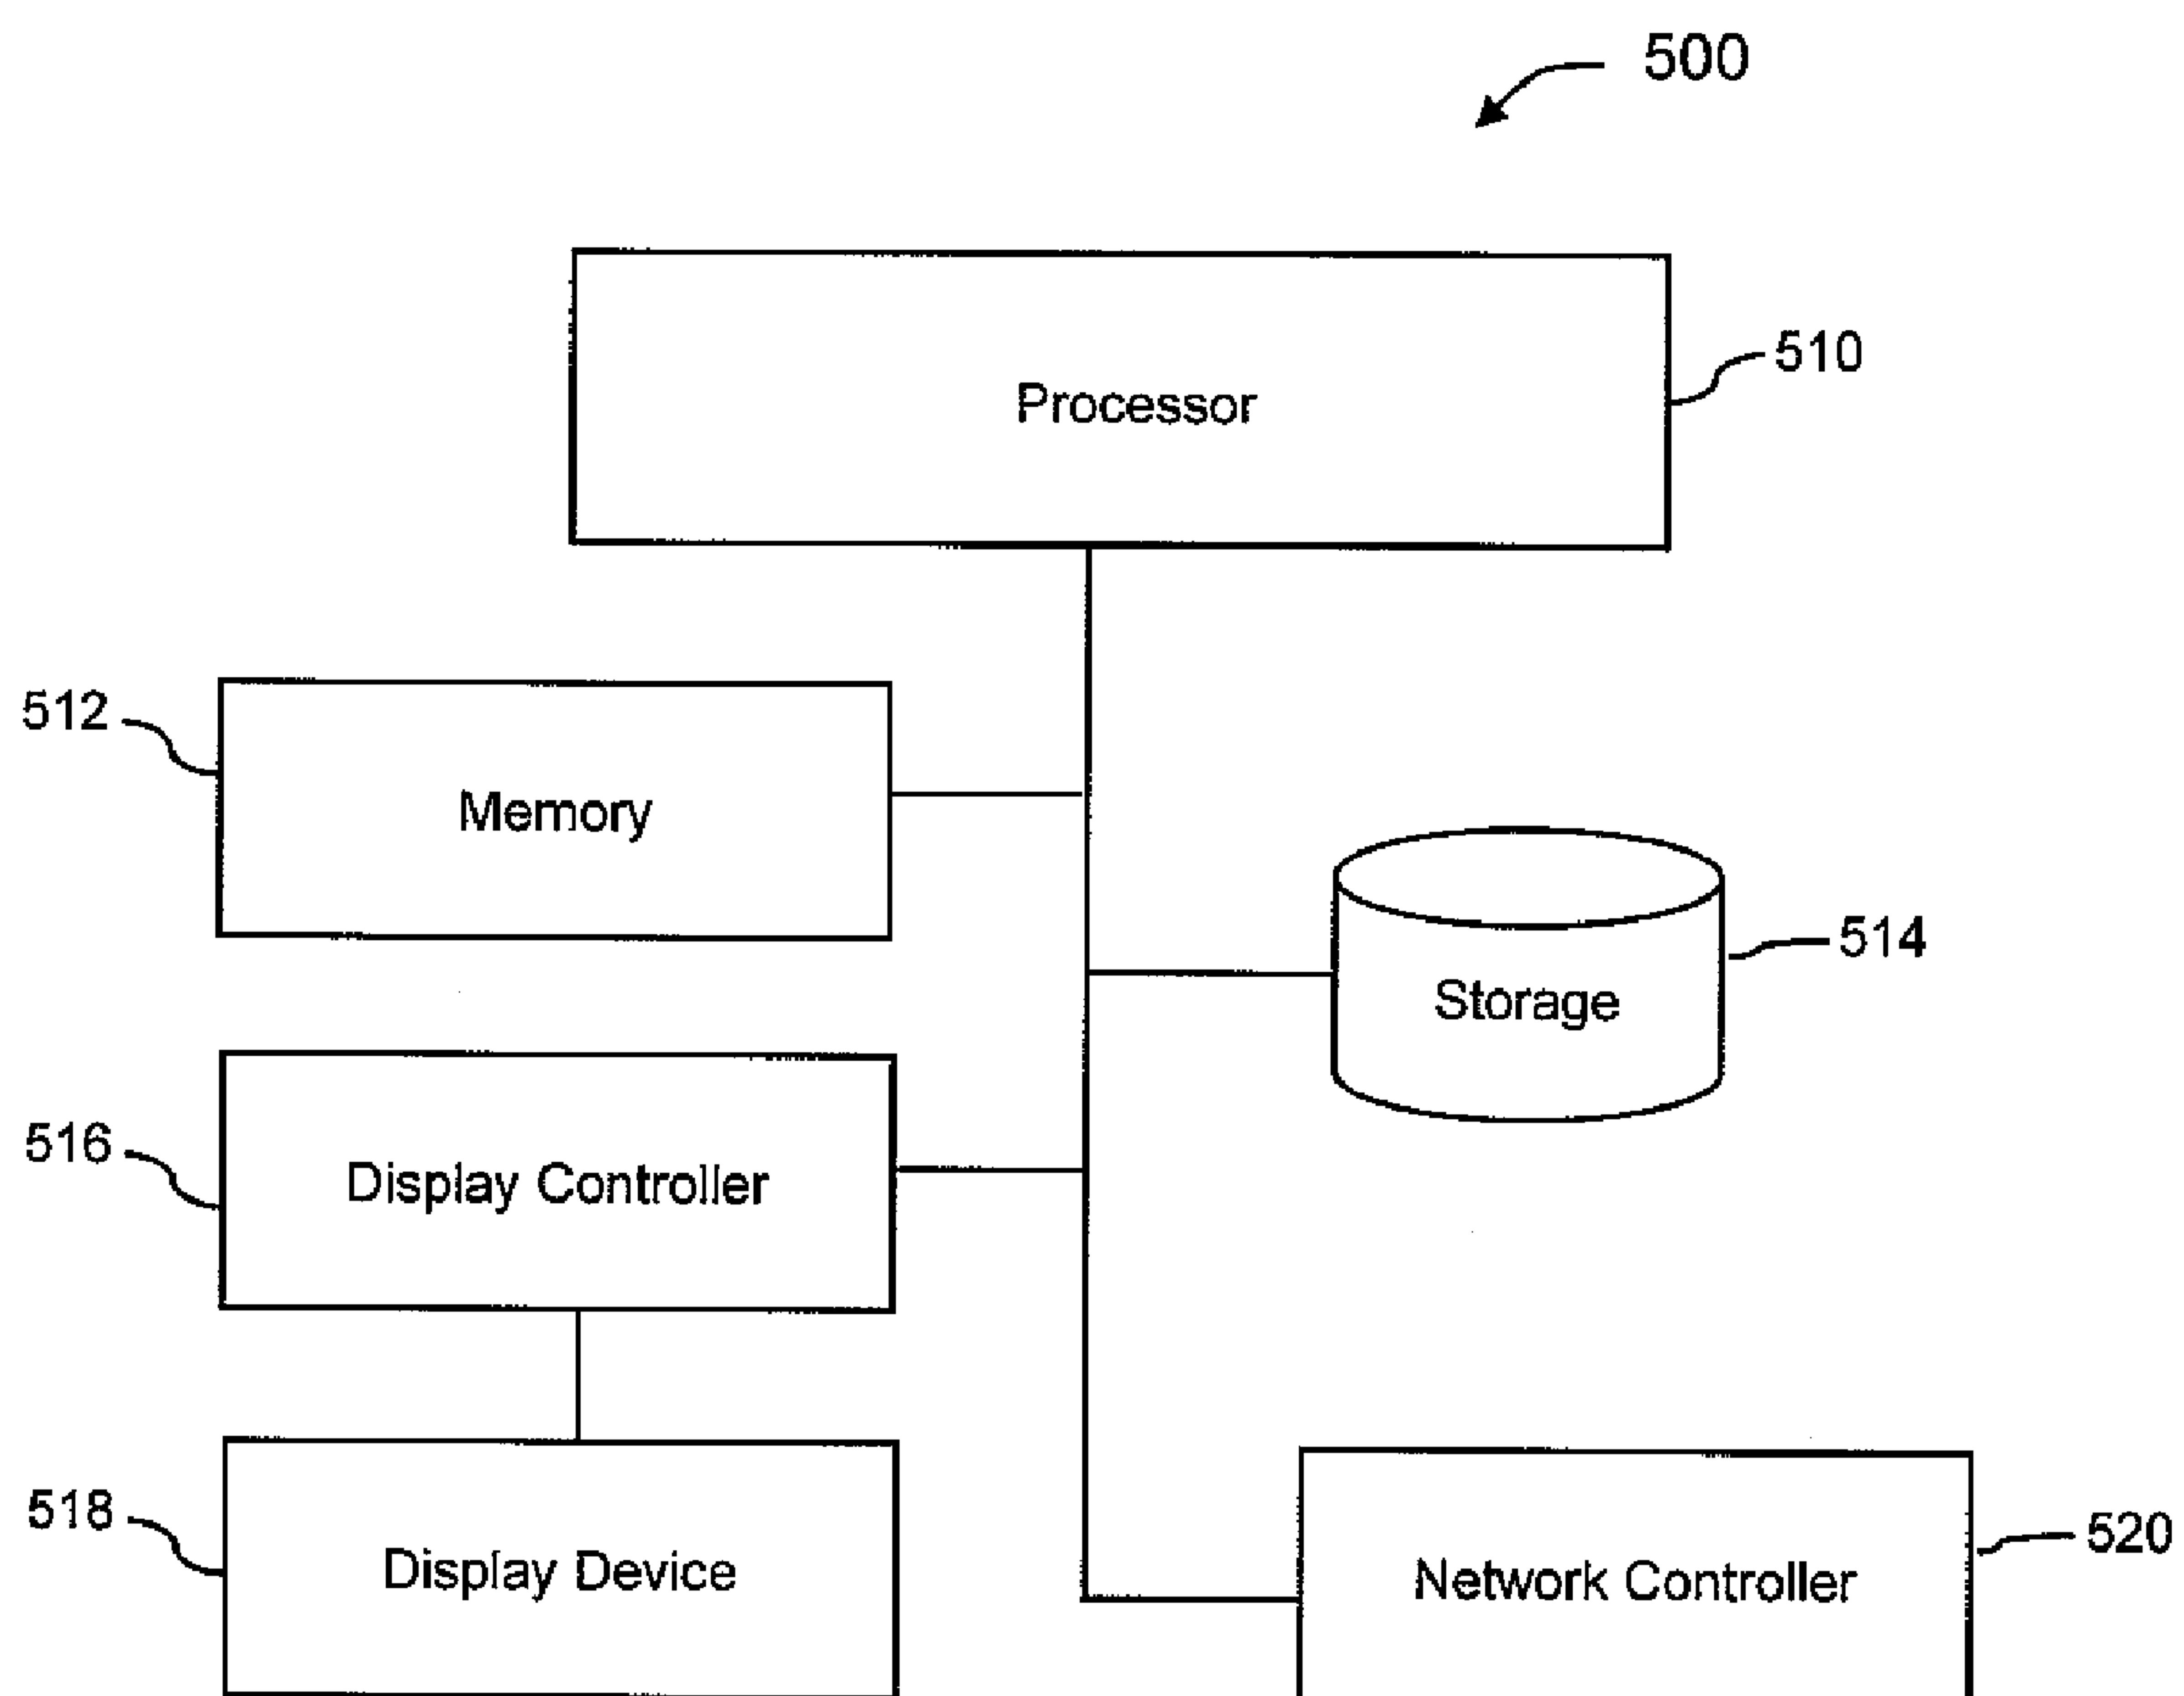 500
Processor
510
512
Memory
514
Storage
516
Display Controller
518
Display Device
520
Network Controller